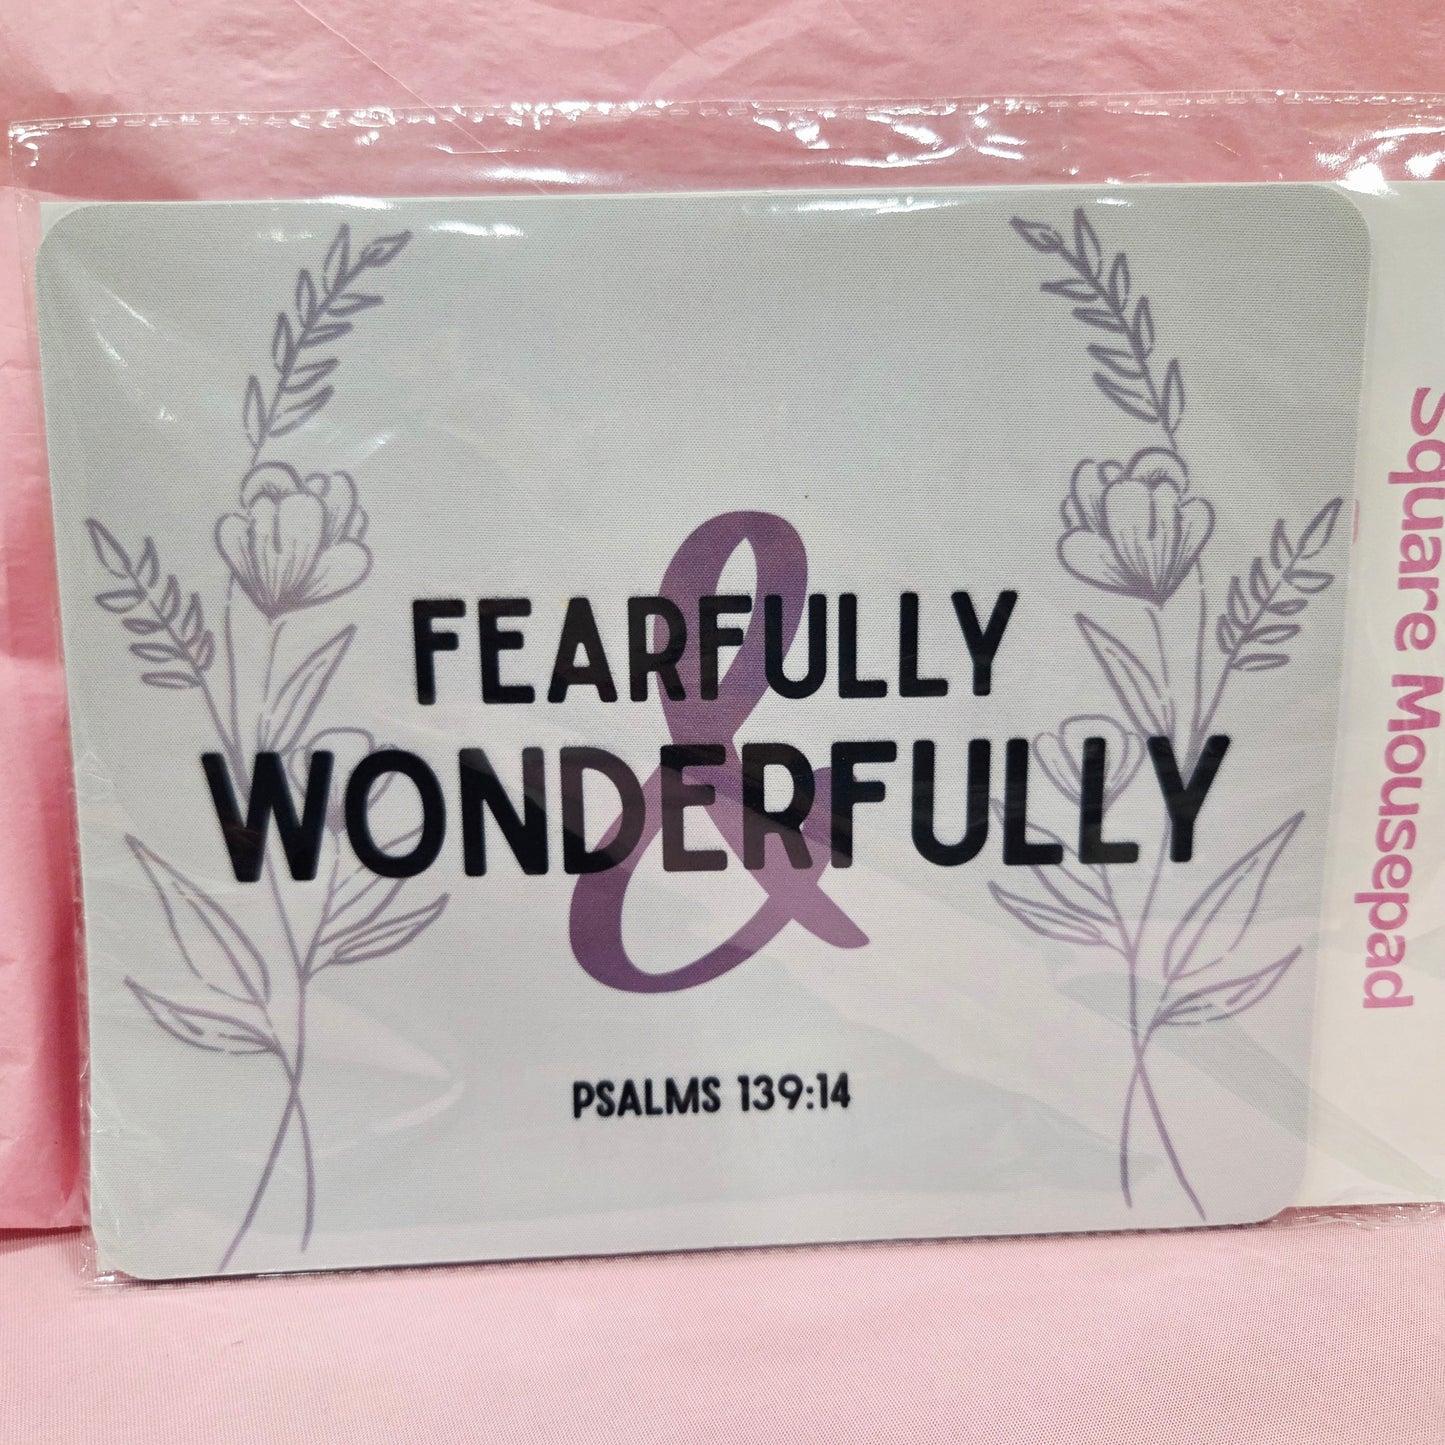 FEARFULLY
&
WONDERFULLY
PSALMS 139:14
Square Mousepad